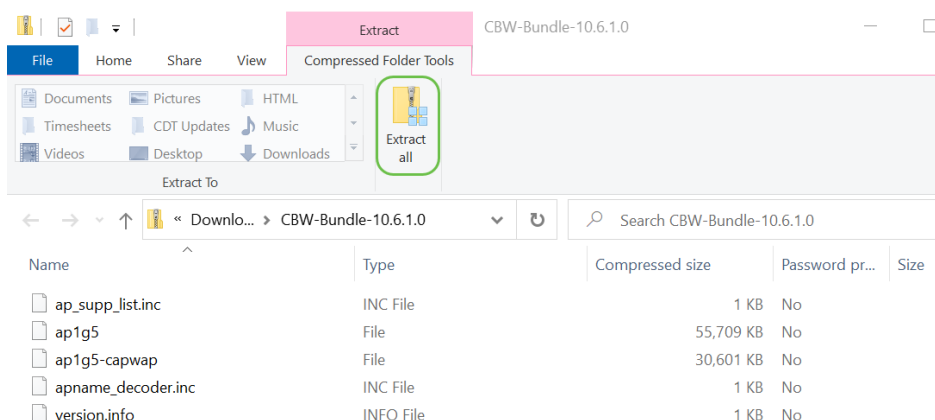 Extract
CBW-Bundle-10.6.1.0
File Home Share View Compressed Folder Tools
Documents Pictures HTML
Timesheets CDT Updates Music
Videos Desktop Downloads
Extract
all
Extract To
« Downlo... > CBW-Bundle-10.6.1.0 Search CBW-Bundle-10.6.1.0
Name Type Compressed size Password pr... Size
ap_supp_list.inc INC File 1 KB No
ap1g5 File 55,709 KB No
ap1g5-capwap File 30,601 KB No
apname_decoder.inc INC File 1 KB No
version.info INFO File 1 KB No